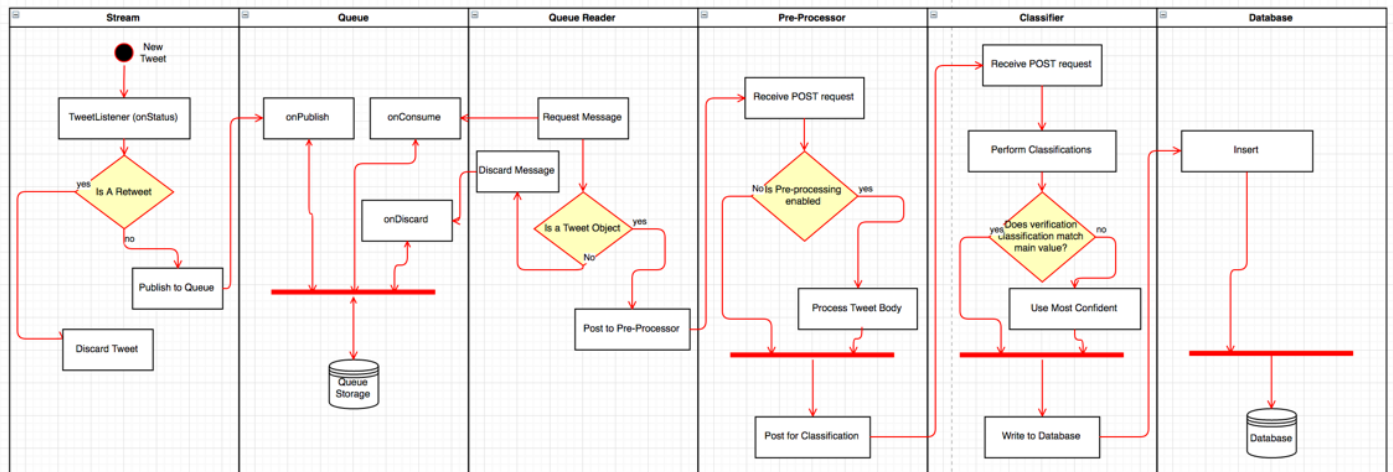 Stream
Queue
Queue Reader
Pre-Processor
Classifier
Database
New
Tweet
TweetListener (onStatus)
Is A Retweet
yes
no
Publish to Queue
Discard Tweet
onPublish
onConsume
onDiscard
Queue
Storage
Request Message
Discard Message
Is a Tweet Object
yes
No
Post to Pre-Processor
Receive POST request
Is Pre-processing
enabled
No
yes
Process Tweet Body
Post for Classification
Receive POST request
Perform Classifications
Does verification
classification match
main value?
yes
no
Use Most Confident
Write to Database
Insert
Database